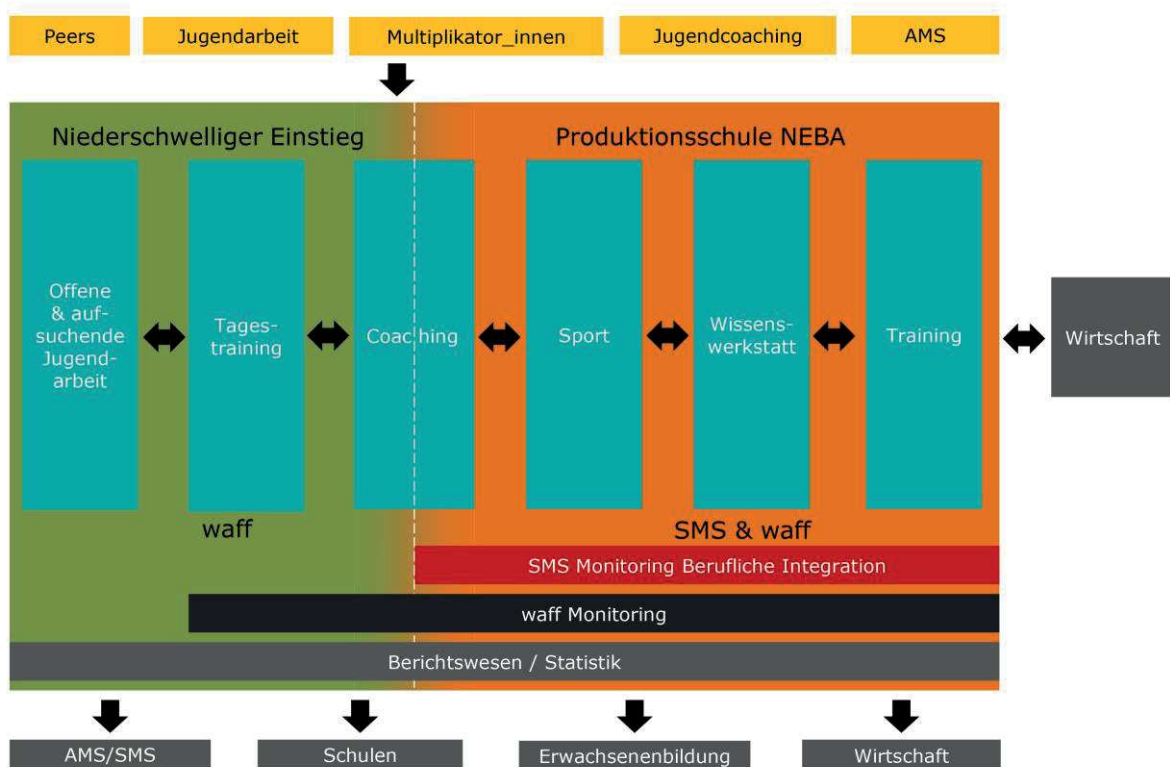 Peers
Jugendarbeit
Multiplikator_innen
Jugendcoaching
AMS
Niederschwelliger Einstieg
Produktionsschule NEBA
Offene
& auf-
suchende
Jugend-
arbeit
Tages-
training
Coaching
Sport
Wissens-
werkstatt
Training
Wirtschaft
waff
SMS & waff
SMS Monitoring Berufliche Integration
waff Monitoring
Berichtswesen / Statistik
AMS/SMS
Schulen
Erwachsenenbildung
Wirtschaft